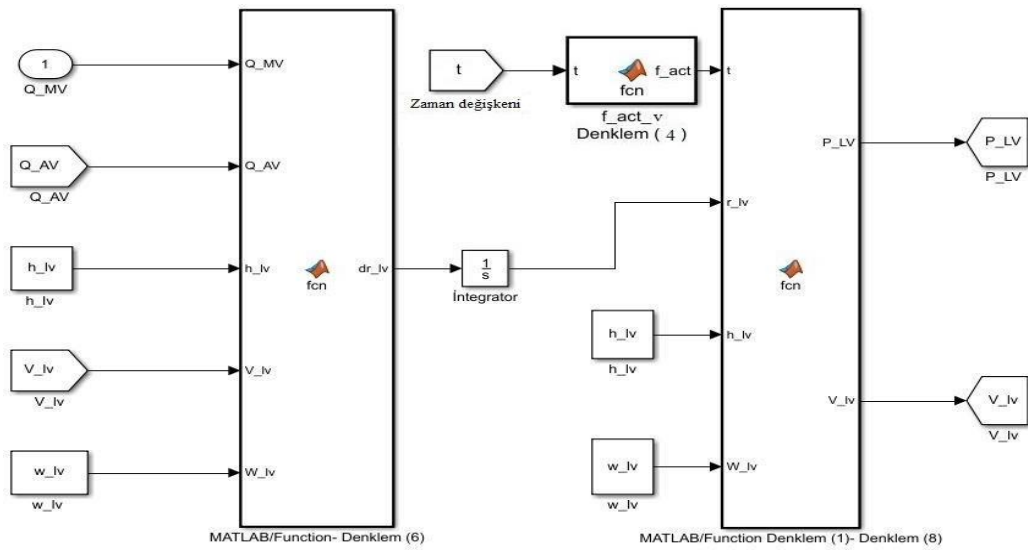 1
Q_MV
Q_MV
Q_AV
Q_AV
Q_AV
h_lv
h_lv
h_lv
V_lv
V_lv
V_lv
w_lv
w_lv
W_lv
fcn
dr_lv
MATLAB/Function- Denklem (6)
1
s
İntegrator
t
Zaman değişkeni
t
fcn
f_act
f_act_v
Denklem ( 4 )
h_lv
h_lv
w_lv
w_lv
t
r_lv
h_lv
W_lv
fcn
P_LV
V_lv
MATLAB/Function Denklem (1)- Denklem (8)
P_LV
P_LV
V_lv
V_lv